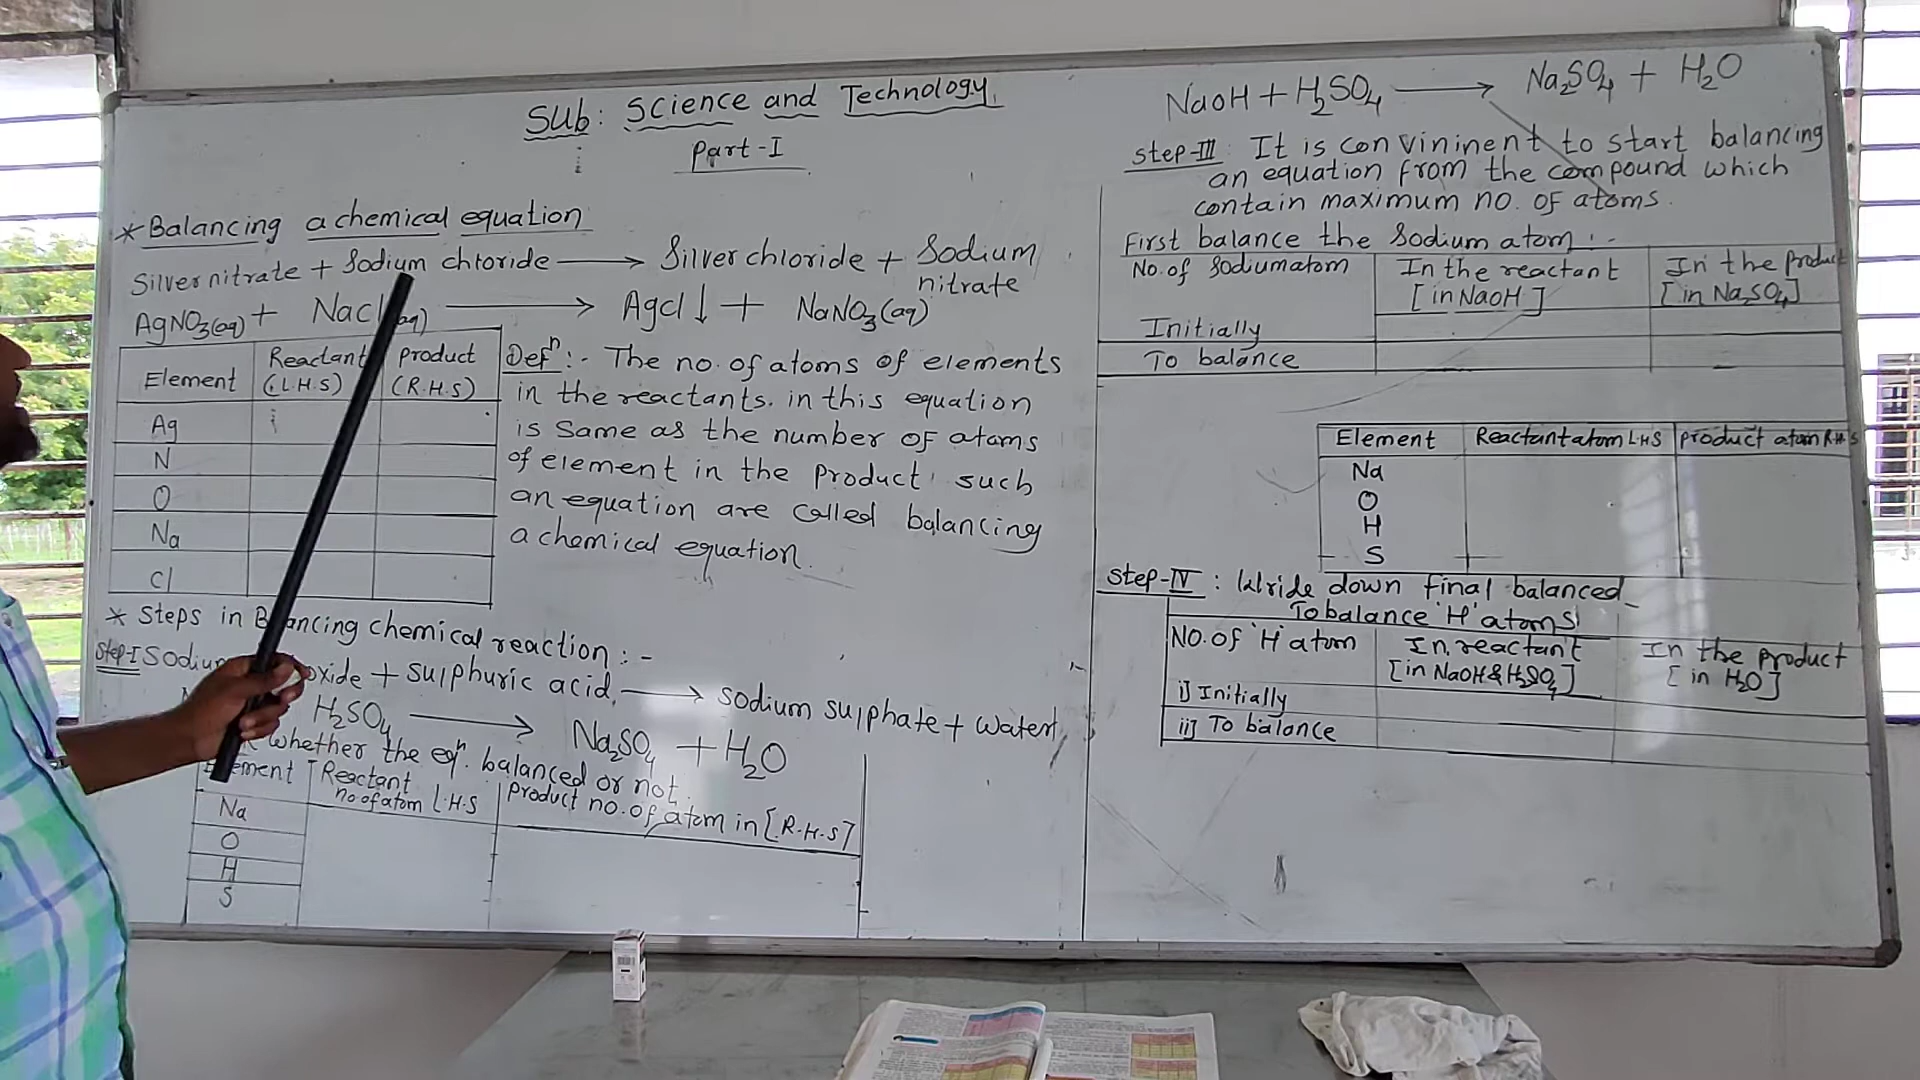 Sub: Science and Technology
Part-I
* Balancing a chemical equation
Silver nitrate + Sodium chloride → Silver chloride + Sodium nitrate
AgNO3(aq) + NaCl(aq) → AgCl ↓ + NaNO3(aq)
Element | Reactant (L.H.S) | Product (R.H.S)
Ag
N
O
Na
Cl
Defn :- The no. of atoms of elements
in the reactants. in this equation
is Same as the number of atoms
of element in the product such
an equation are called balancing
a chemical equation.
* Steps in Balancing chemical reaction :-
Step-I Sodium oxide + sulphuric acid → sodium sulphate + Water
H2SO4 → Na2SO4 + H2O
whether the eqn. balanced or not.
Element | Reactant no. of atom L.H.S | Product no. of atom in [R.H.S]
Na
O
H
S
NaOH + H2SO4 → Na2SO4 + H2O
Step-III : It is convininent to start balancing
an equation from the compound which
contain maximum no. of atoms.
First balance the Sodium atom :-
No. of Sodium atom | In the reactant [in NaOH] | In the product [in Na2SO4]
Initially
To balance
Element | Reactant atom L.H.S | product atom R.H.S
Na
O
H
S
Step-IV : Wride down final balanced
To balance 'H' atoms
NO. of 'H' atom | In reactant [in NaOH & H2SO4] | In the product [in H2O]
i] Initially
ii] To balance